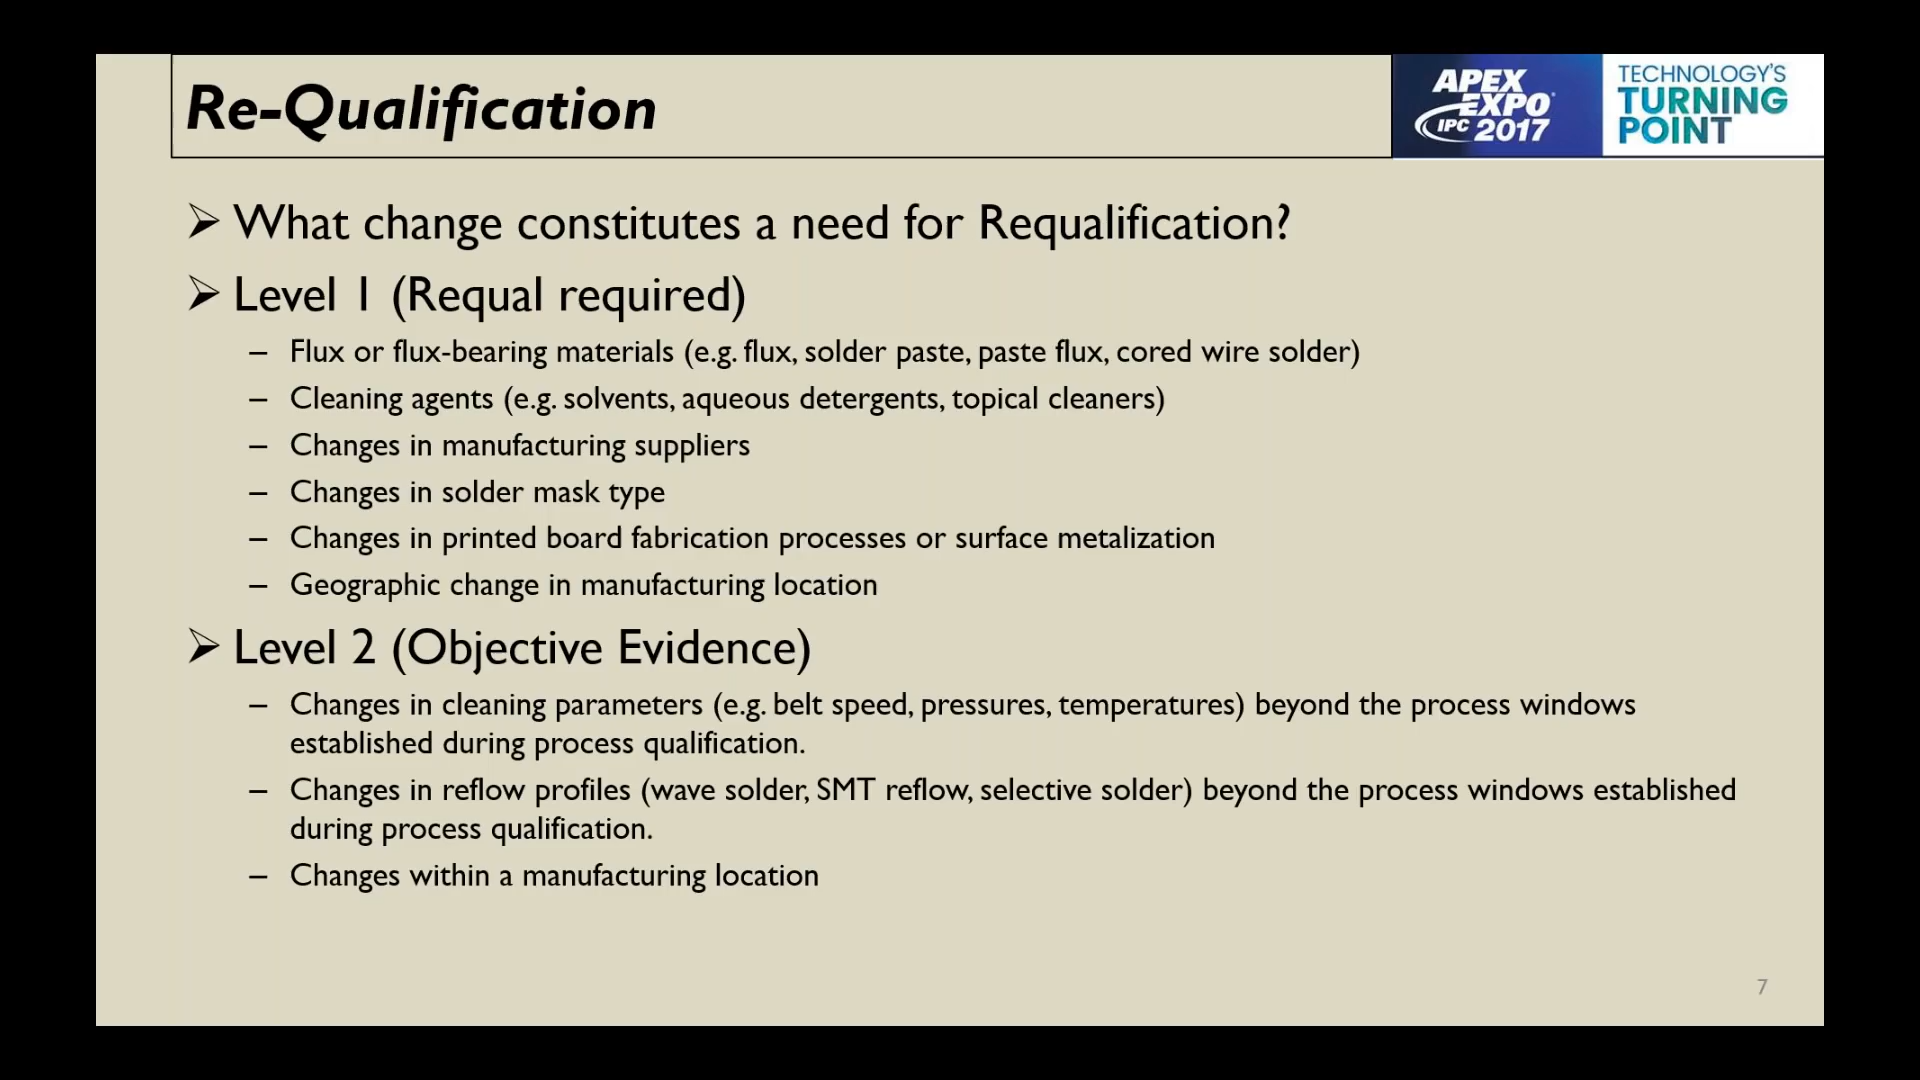 Re-Qualification
APEX
EXPO
IPC 2017
TECHNOLOGY'S
TURNING
POINT
➢ What change constitutes a need for Requalification?
➢ Level 1 (Requal required)
– Flux or flux-bearing materials (e.g. flux, solder paste, paste flux, cored wire solder)
– Cleaning agents (e.g. solvents, aqueous detergents, topical cleaners)
– Changes in manufacturing suppliers
– Changes in solder mask type
– Changes in printed board fabrication processes or surface metalization
– Geographic change in manufacturing location
➢ Level 2 (Objective Evidence)
– Changes in cleaning parameters (e.g. belt speed, pressures, temperatures) beyond the process windows
established during process qualification.
– Changes in reflow profiles (wave solder, SMT reflow, selective solder) beyond the process windows established
during process qualification.
– Changes within a manufacturing location
7